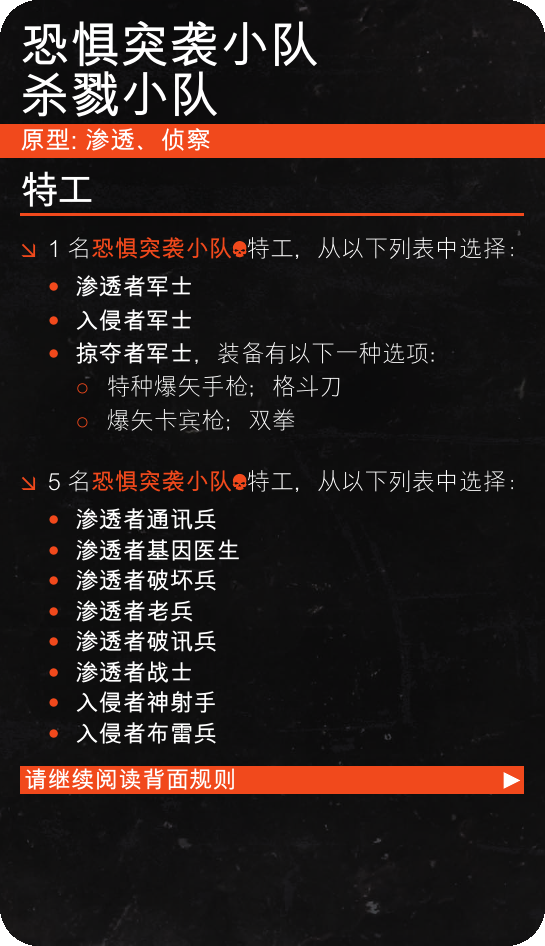 恐惧突袭小队
杀戮小队
原型: 渗透、侦察
特工
1 名恐惧突袭小队特工，从以下列表中选择：
渗透者军士
入侵者军士
掠夺者军士，装备有以下一种选项：
特种爆矢手枪；格斗刀
爆矢卡宾枪；双拳
5 名恐惧突袭小队特工，从以下列表中选择：
渗透者通讯兵
渗透者基因医生
渗透者破坏兵
渗透者老兵
渗透者破讯兵
渗透者战士
入侵者神射手
入侵者布雷兵
请继续阅读背面规则